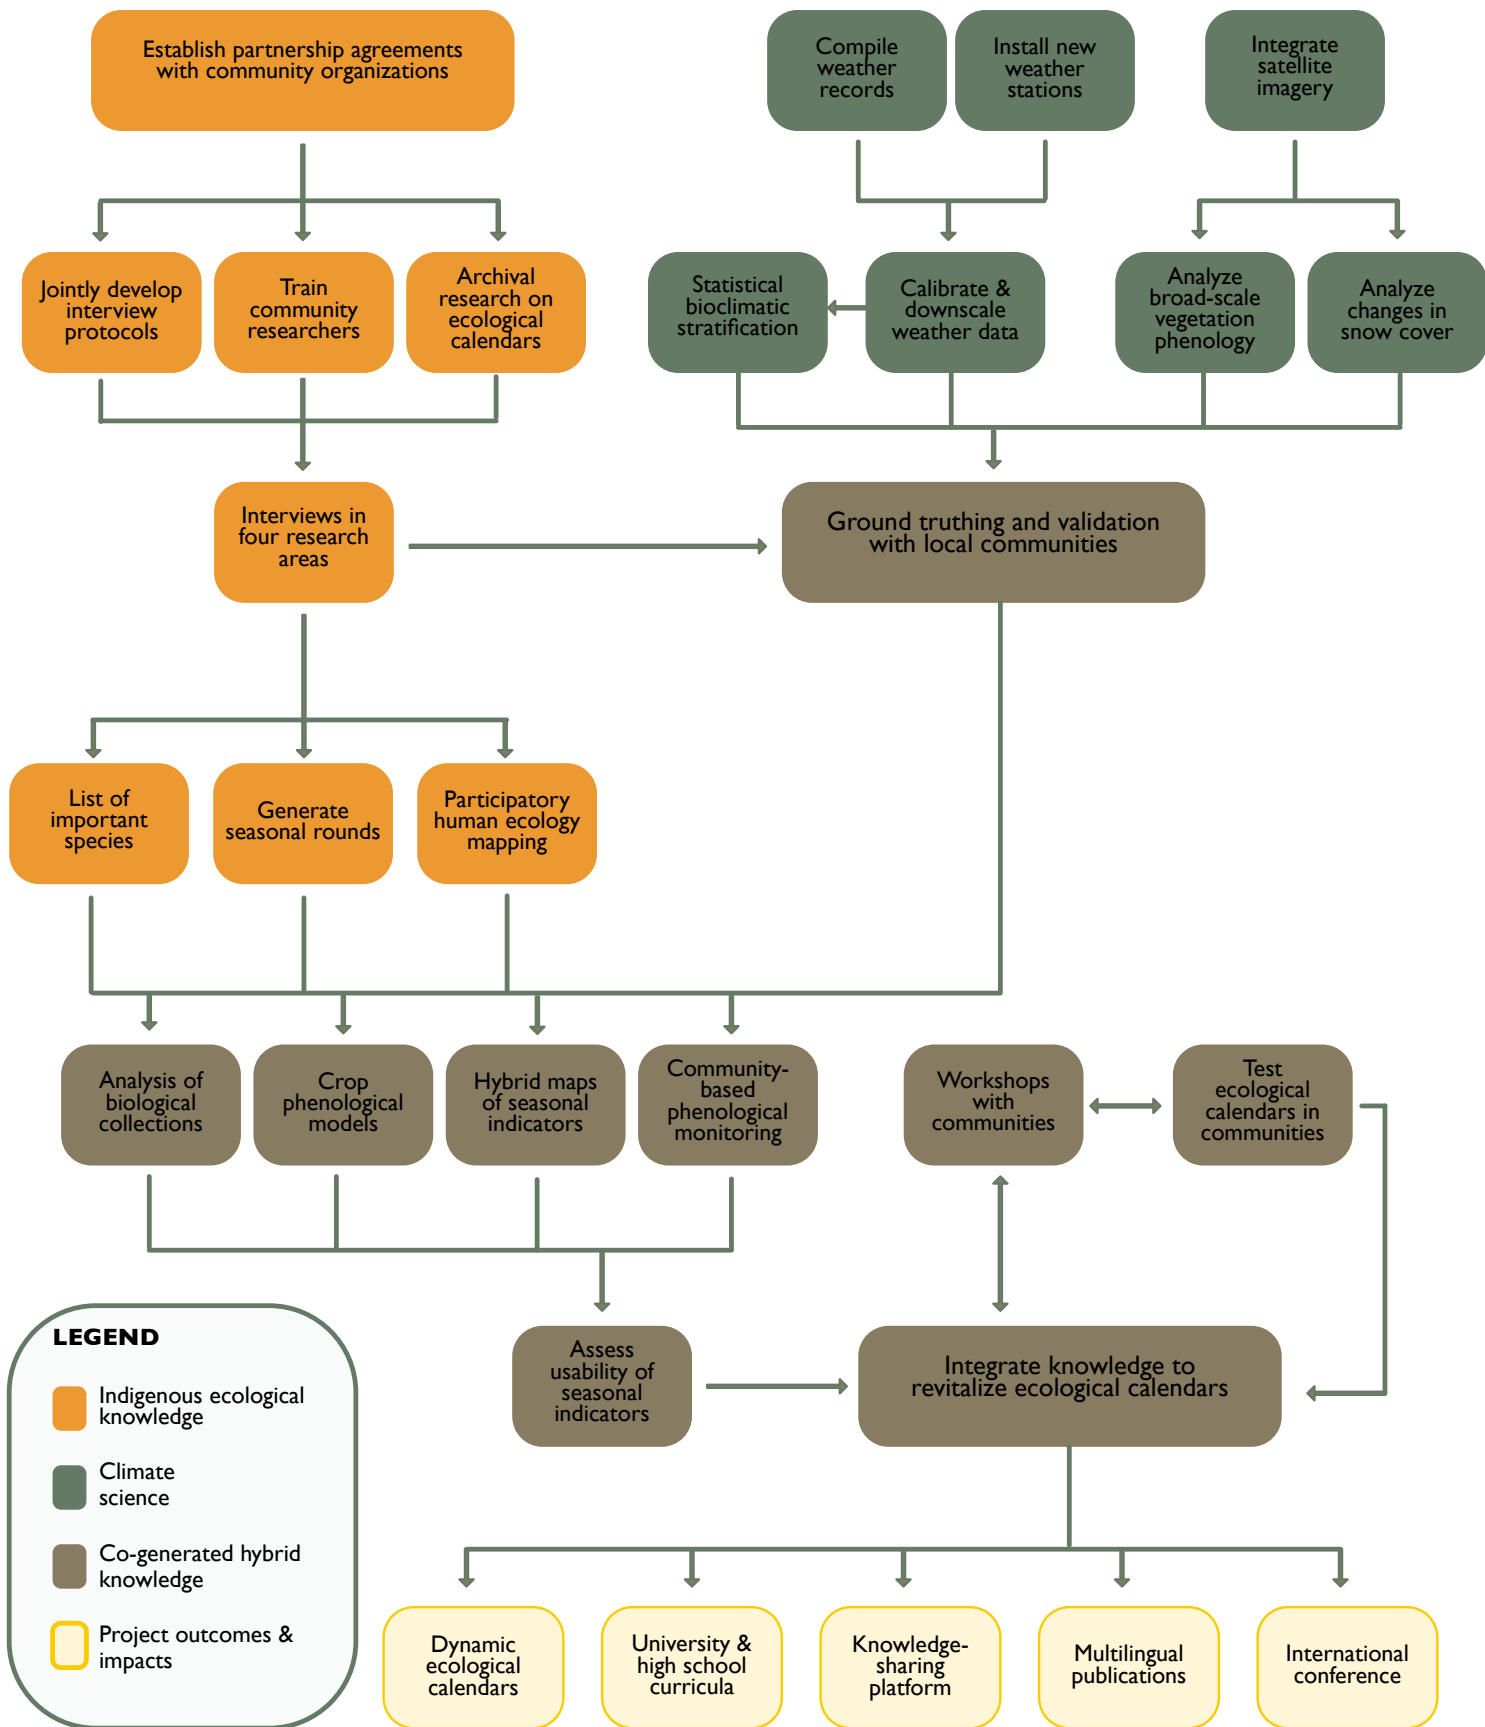 Establish partnership agreements
with community organizations
Compile
weather
records
Install new
weather
stations
Integrate
satellite
imagery
Jointly develop
interview
protocols
Train
community
researchers
Archival
research on
ecological
calendars
Statistical
bioclimatic
stratification
Calibrate &
downscale
weather data
Analyze
broad-scale
vegetation
phenology
Analyze
changes in
snow cover
Interviews in
four research
areas
Ground truthing and validation
with local communities
List of
important
species
Generate
seasonal rounds
Participatory
human ecology
mapping
Analysis of
biological
collections
Crop
phenological
models
Hybrid maps
of seasonal
indicators
Community-
based
phenological
monitoring
Workshops
with
communities
Test
ecological
calendars in
communities
Assess
usability of
seasonal
indicators
Integrate knowledge to
revitalize ecological calendars
LEGEND
Indigenous ecological
knowledge
Climate
science
Co-generated hybrid
knowledge
Project outcomes &
impacts
Dynamic
ecological
calendars
University &
high school
curricula
Knowledge-
sharing
platform
Multilingual
publications
International
conference